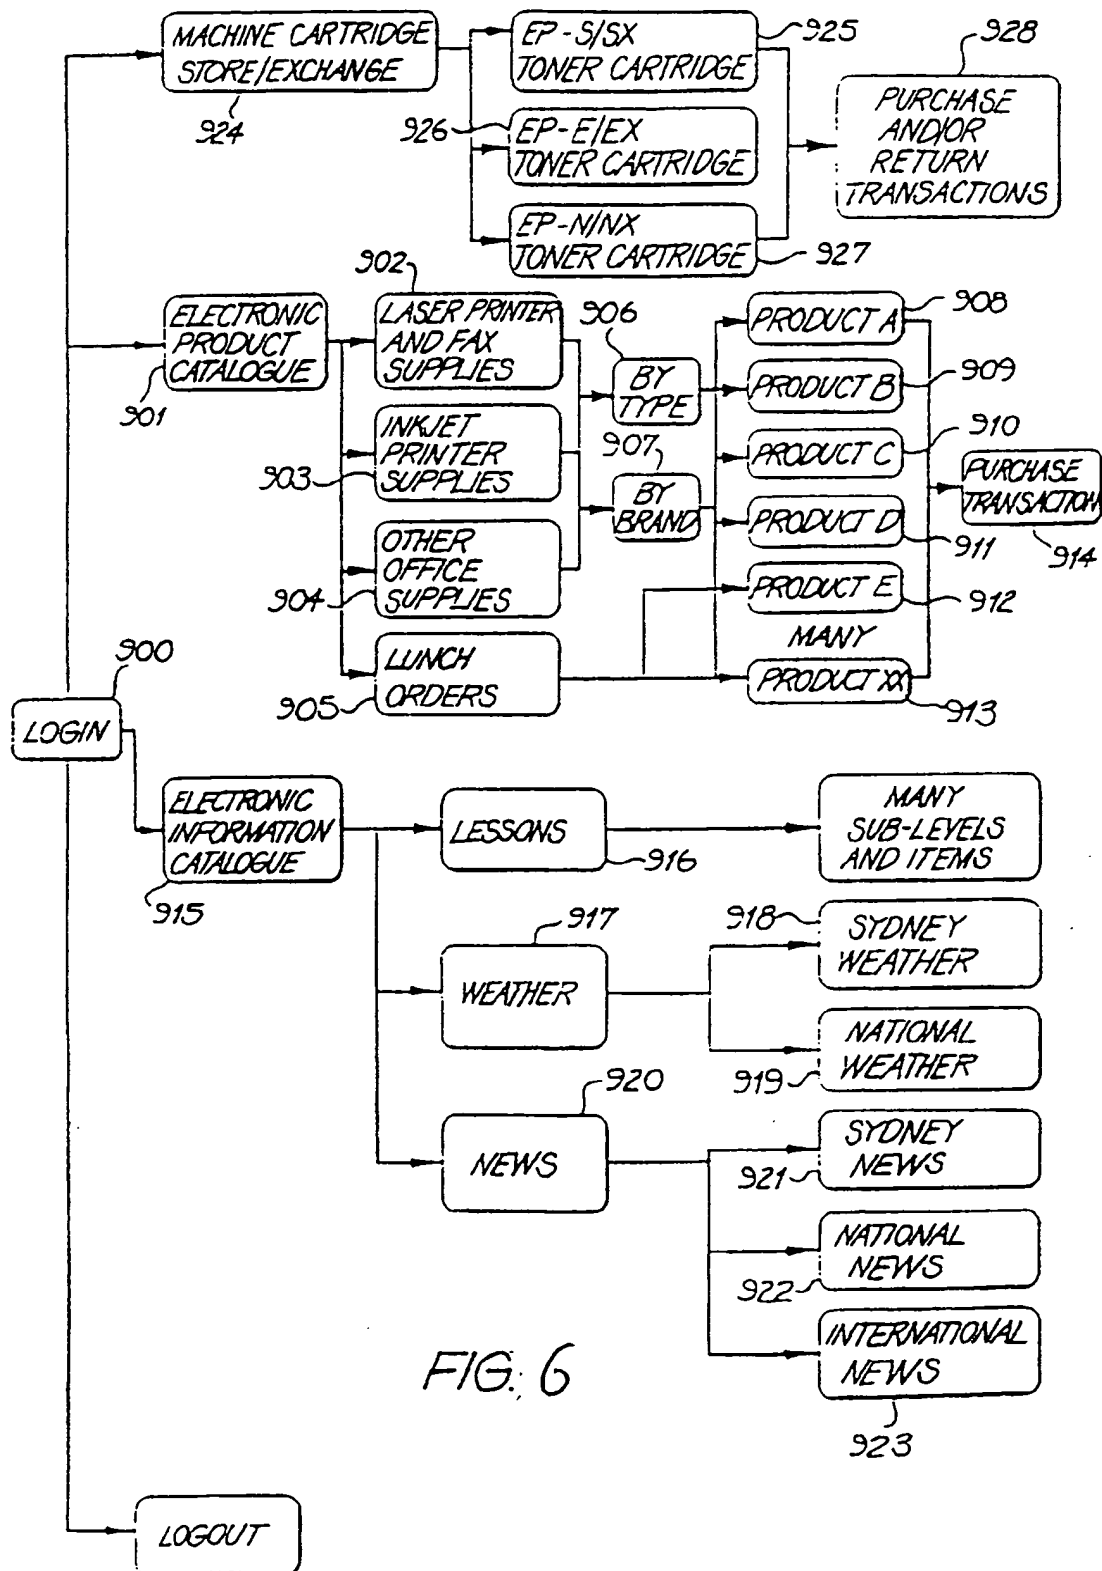 MACHINE CARTRIDGE
STORE/EXCHANGE
924
EP-S/SX
TONER CARTRIDGE
925
926
EP-E/EX
TONER CARTRIDGE
EP-N/NX
TONER CARTRIDGE
927
928
PURCHASE
AND/OR
RETURN
TRANSACTIONS
ELECTRONIC
PRODUCT
CATALOGUE
901
902
LASER PRINTER
AND FAX
SUPPLIES
INKJET
PRINTER
SUPPLIES
903
OTHER
OFFICE
SUPPLIES
904
LUNCH
ORDERS
905
906
BY
TYPE
907
BY
BRAND
PRODUCT A
908
PRODUCT B
909
PRODUCT C
910
PRODUCT D
911
PRODUCT E
912
MANY
PRODUCT XX
913
PURCHASE
TRANSACTION
914
900
LOGIN
ELECTRONIC
INFORMATION
CATALOGUE
915
LESSONS
916
MANY
SUB-LEVELS
AND ITEMS
917
WEATHER
918
SYDNEY
WEATHER
NATIONAL
WEATHER
919
920
NEWS
SYDNEY
NEWS
921
NATIONAL
NEWS
922
INTERNATIONAL
NEWS
923
FIG. 6
LOGOUT